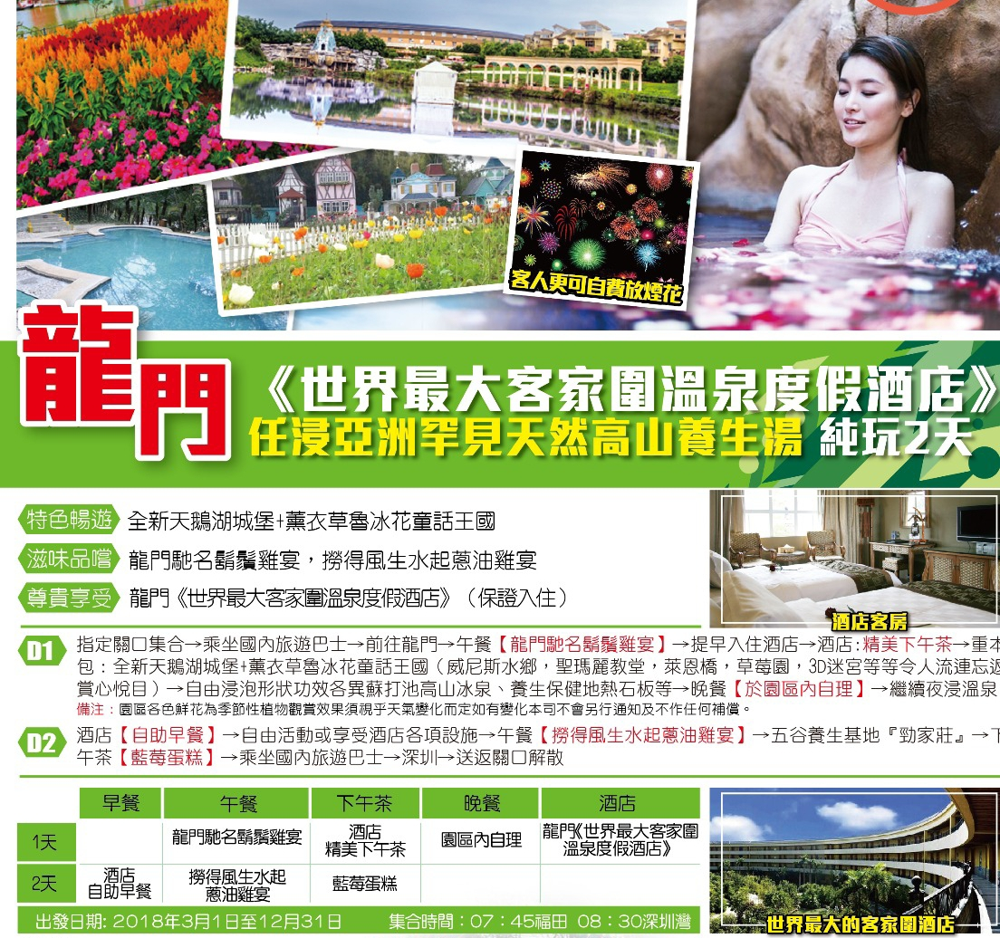 客人更可自費放煙花
龍門
《世界最大客家圍溫泉度假酒店》
任浸亞洲罕見天然高山養生湯 純玩2天
特色暢遊 全新天鵝湖城堡+薰衣草魯冰花童話王國
滋味品嚐 龍門馳名鬍鬚雞宴，撈得風生水起蔥油雞宴
尊貴享受 龍門《世界最大客家圍溫泉度假酒店》（保證入住）
酒店客房
D1 指定關口集合→乘坐國內旅遊巴士→前往龍門→午餐【龍門馳名鬍鬚雞宴】→提早入住酒店→酒店:精美下午茶→重本
包：全新天鵝湖城堡+薰衣草魯冰花童話王國（威尼斯水鄉，聖瑪麗教堂，萊恩橋，草莓園，3D迷宮等等令人流連忘返
賞心悅目）→自由浸泡形狀功效各異蘇打池高山冰泉、養生保健地熱石板等→晚餐【於園區內自理】→繼續夜浸溫泉
備注：園區各色鮮花為季節性植物觀賞效果須視乎天氣變化而定如有變化本司不會另行通知及不作任何補償。
D2 酒店【自助早餐】→自由活動或享受酒店各項設施→午餐【撈得風生水起蔥油雞宴】→五谷養生基地『勁家莊』→下
午茶【藍莓蛋糕】→乘坐國內旅遊巴士→深圳→送返關口解散
早餐 午餐 下午茶 晚餐 酒店
1天 龍門馳名鬍鬚雞宴 酒店 精美下午茶 園區內自理 龍門《世界最大客家圍 溫泉度假酒店》
2天 酒店 自助早餐 撈得風生水起 蔥油雞宴 藍莓蛋糕
出發日期: 2018年3月1日至12月31日 集合時間：07：45福田 08：30深圳灣
世界最大的客家圍酒店